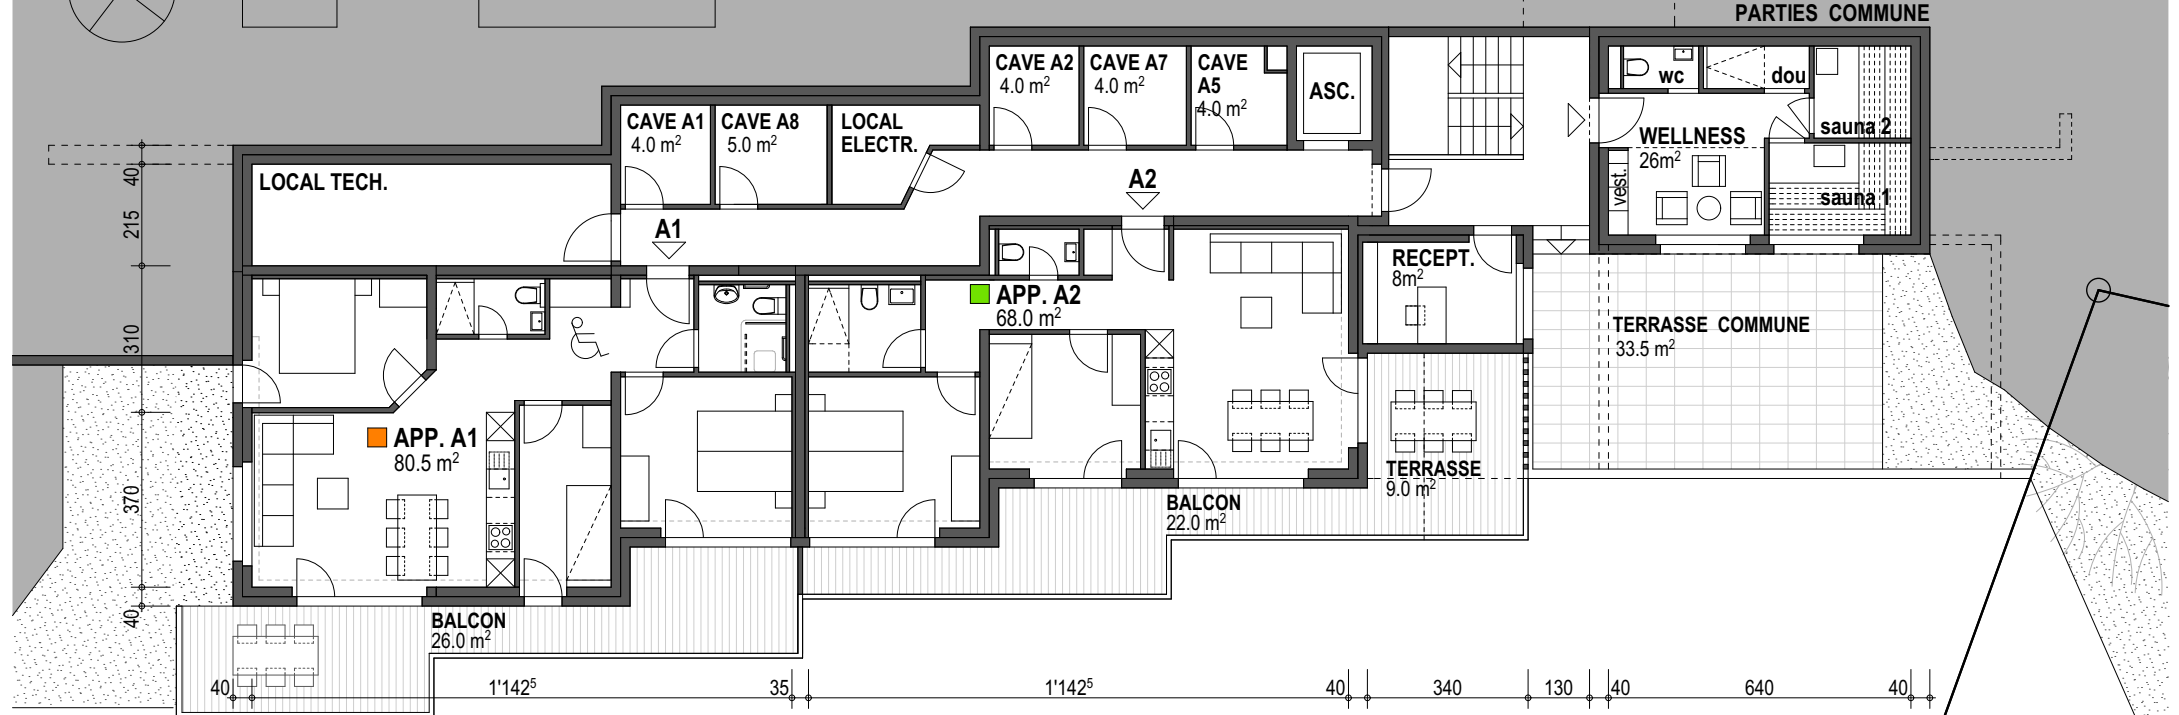 PARTIES COMMUNE
CAVE A2
4.0 m²
CAVE A7
4.0 m²
CAVE
A5
4.0 m²
ASC.
wc
dou
CAVE A1
4.0 m²
CAVE A8
5.0 m²
LOCAL
ELECTR.
WELLNESS
26m²
sauna 2
vest.
sauna 1
LOCAL TECH.
A2
A1
RECEPT.
8m²
APP. A2
68.0 m²
TERRASSE COMMUNE
33.5 m²
APP. A1
80.5 m²
TERRASSE
9.0 m²
BALCON
22.0 m²
BALCON
26.0 m²
40
215
310
370
40
40
1'142⁵
35
1'142⁵
40
340
130
40
640
40